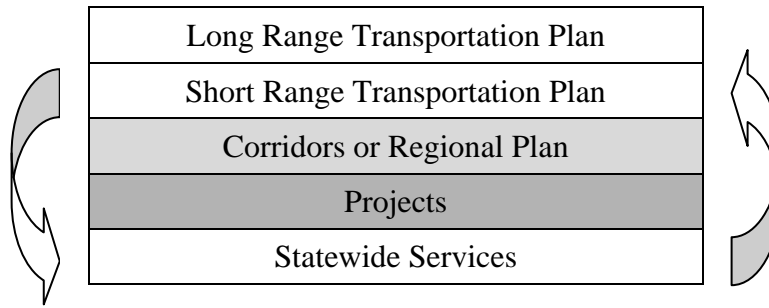 Long Range Transportation Plan
Short Range Transportation Plan
Corridors or Regional Plan
Projects
Statewide Services